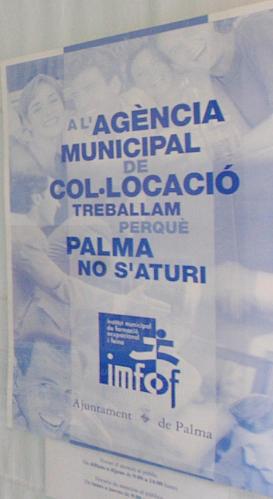 A L'AGÈNCIA
MUNICIPAL
DE
COL·LOCACIÓ
TREBALLAM
PERQUÈ
PALMA
NO S'ATURI
institut municipal
de formació
ocupacional
i feina
imfof
Ajuntament de Palma